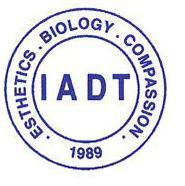 · ESTHETICS · BIOLOGY · COMPASSION ·
IADT
1989